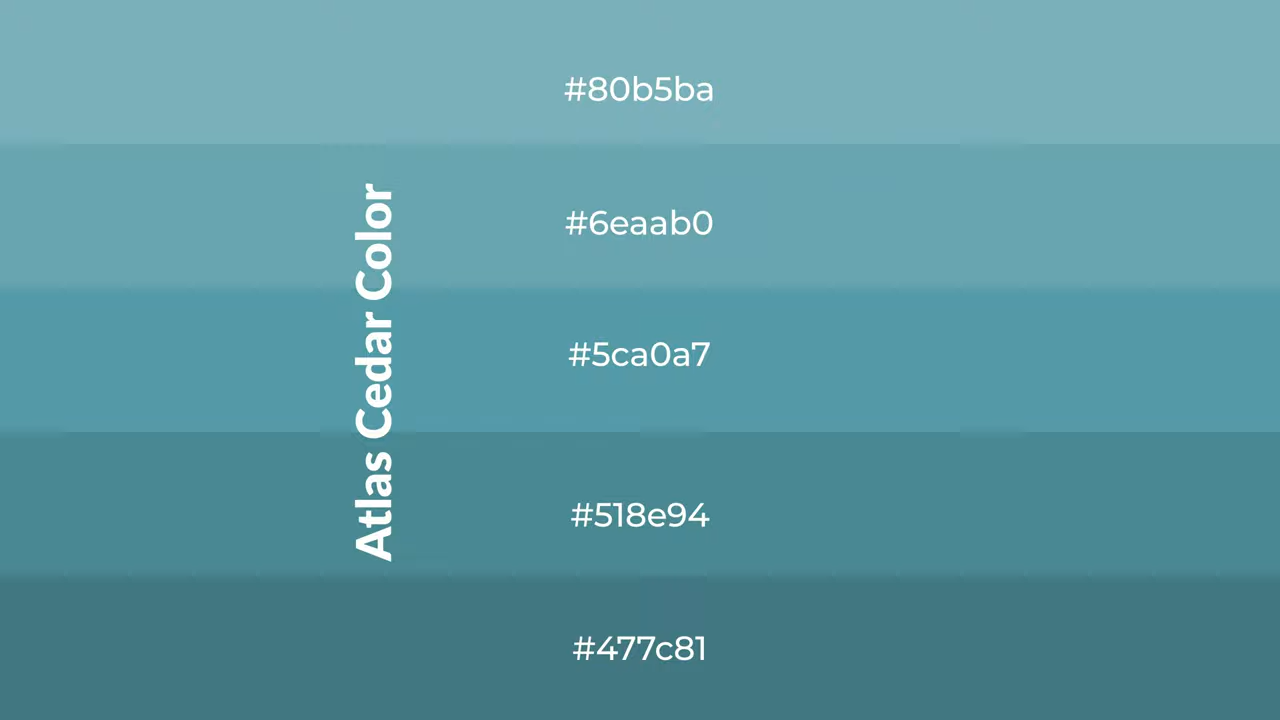 #80b5ba
#6eaab0
Atlas Cedar Color
#5ca0a7
#518e94
#477c81